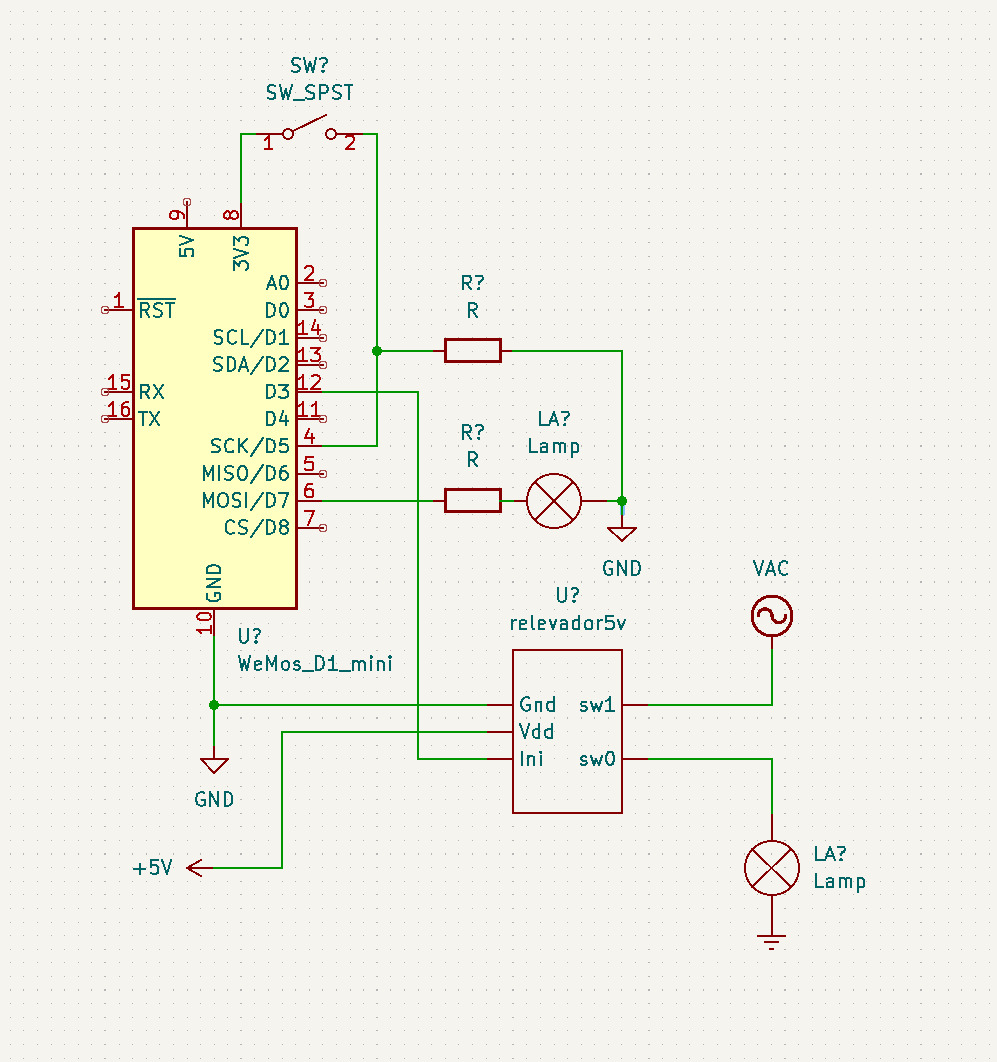 SW?
SW_SPST
1
2
9
8
5V
3V3
A0
2
D0
3
1
RST
SCL/D1
14
SDA/D2
13
15
RX
D3
12
16
TX
D4
11
SCK/D5
4
MISO/D6
5
MOSI/D7
6
CS/D8
7
GND
10
U?
WeMos_D1_mini
R?
R
R?
R
LA?
Lamp
GND
VAC
U?
relevador5v
Gnd
sw1
Vdd
Ini
sw0
GND
+5V
LA?
Lamp